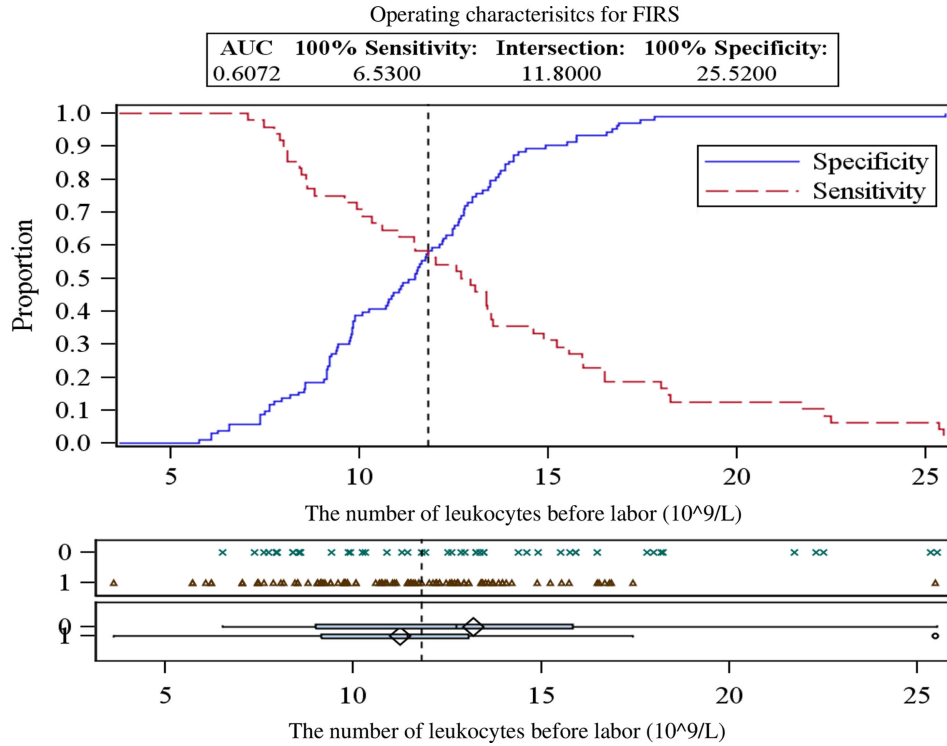 Operating characterisitcs for FIRS
AUC 100% Sensitivity: Intersection: 100% Specificity:
0.6072 6.5300 11.8000 25.5200
1.0
0.9
0.8
0.7
0.6
0.5
0.4
0.3
0.2
0.1
0.0
Proportion
Specificity
Sensitivity
5 10 15 20 25
The number of leukocytes before labor (10^9/L)
0
1
0
1
5 10 15 20 25
The number of leukocytes before labor (10^9/L)